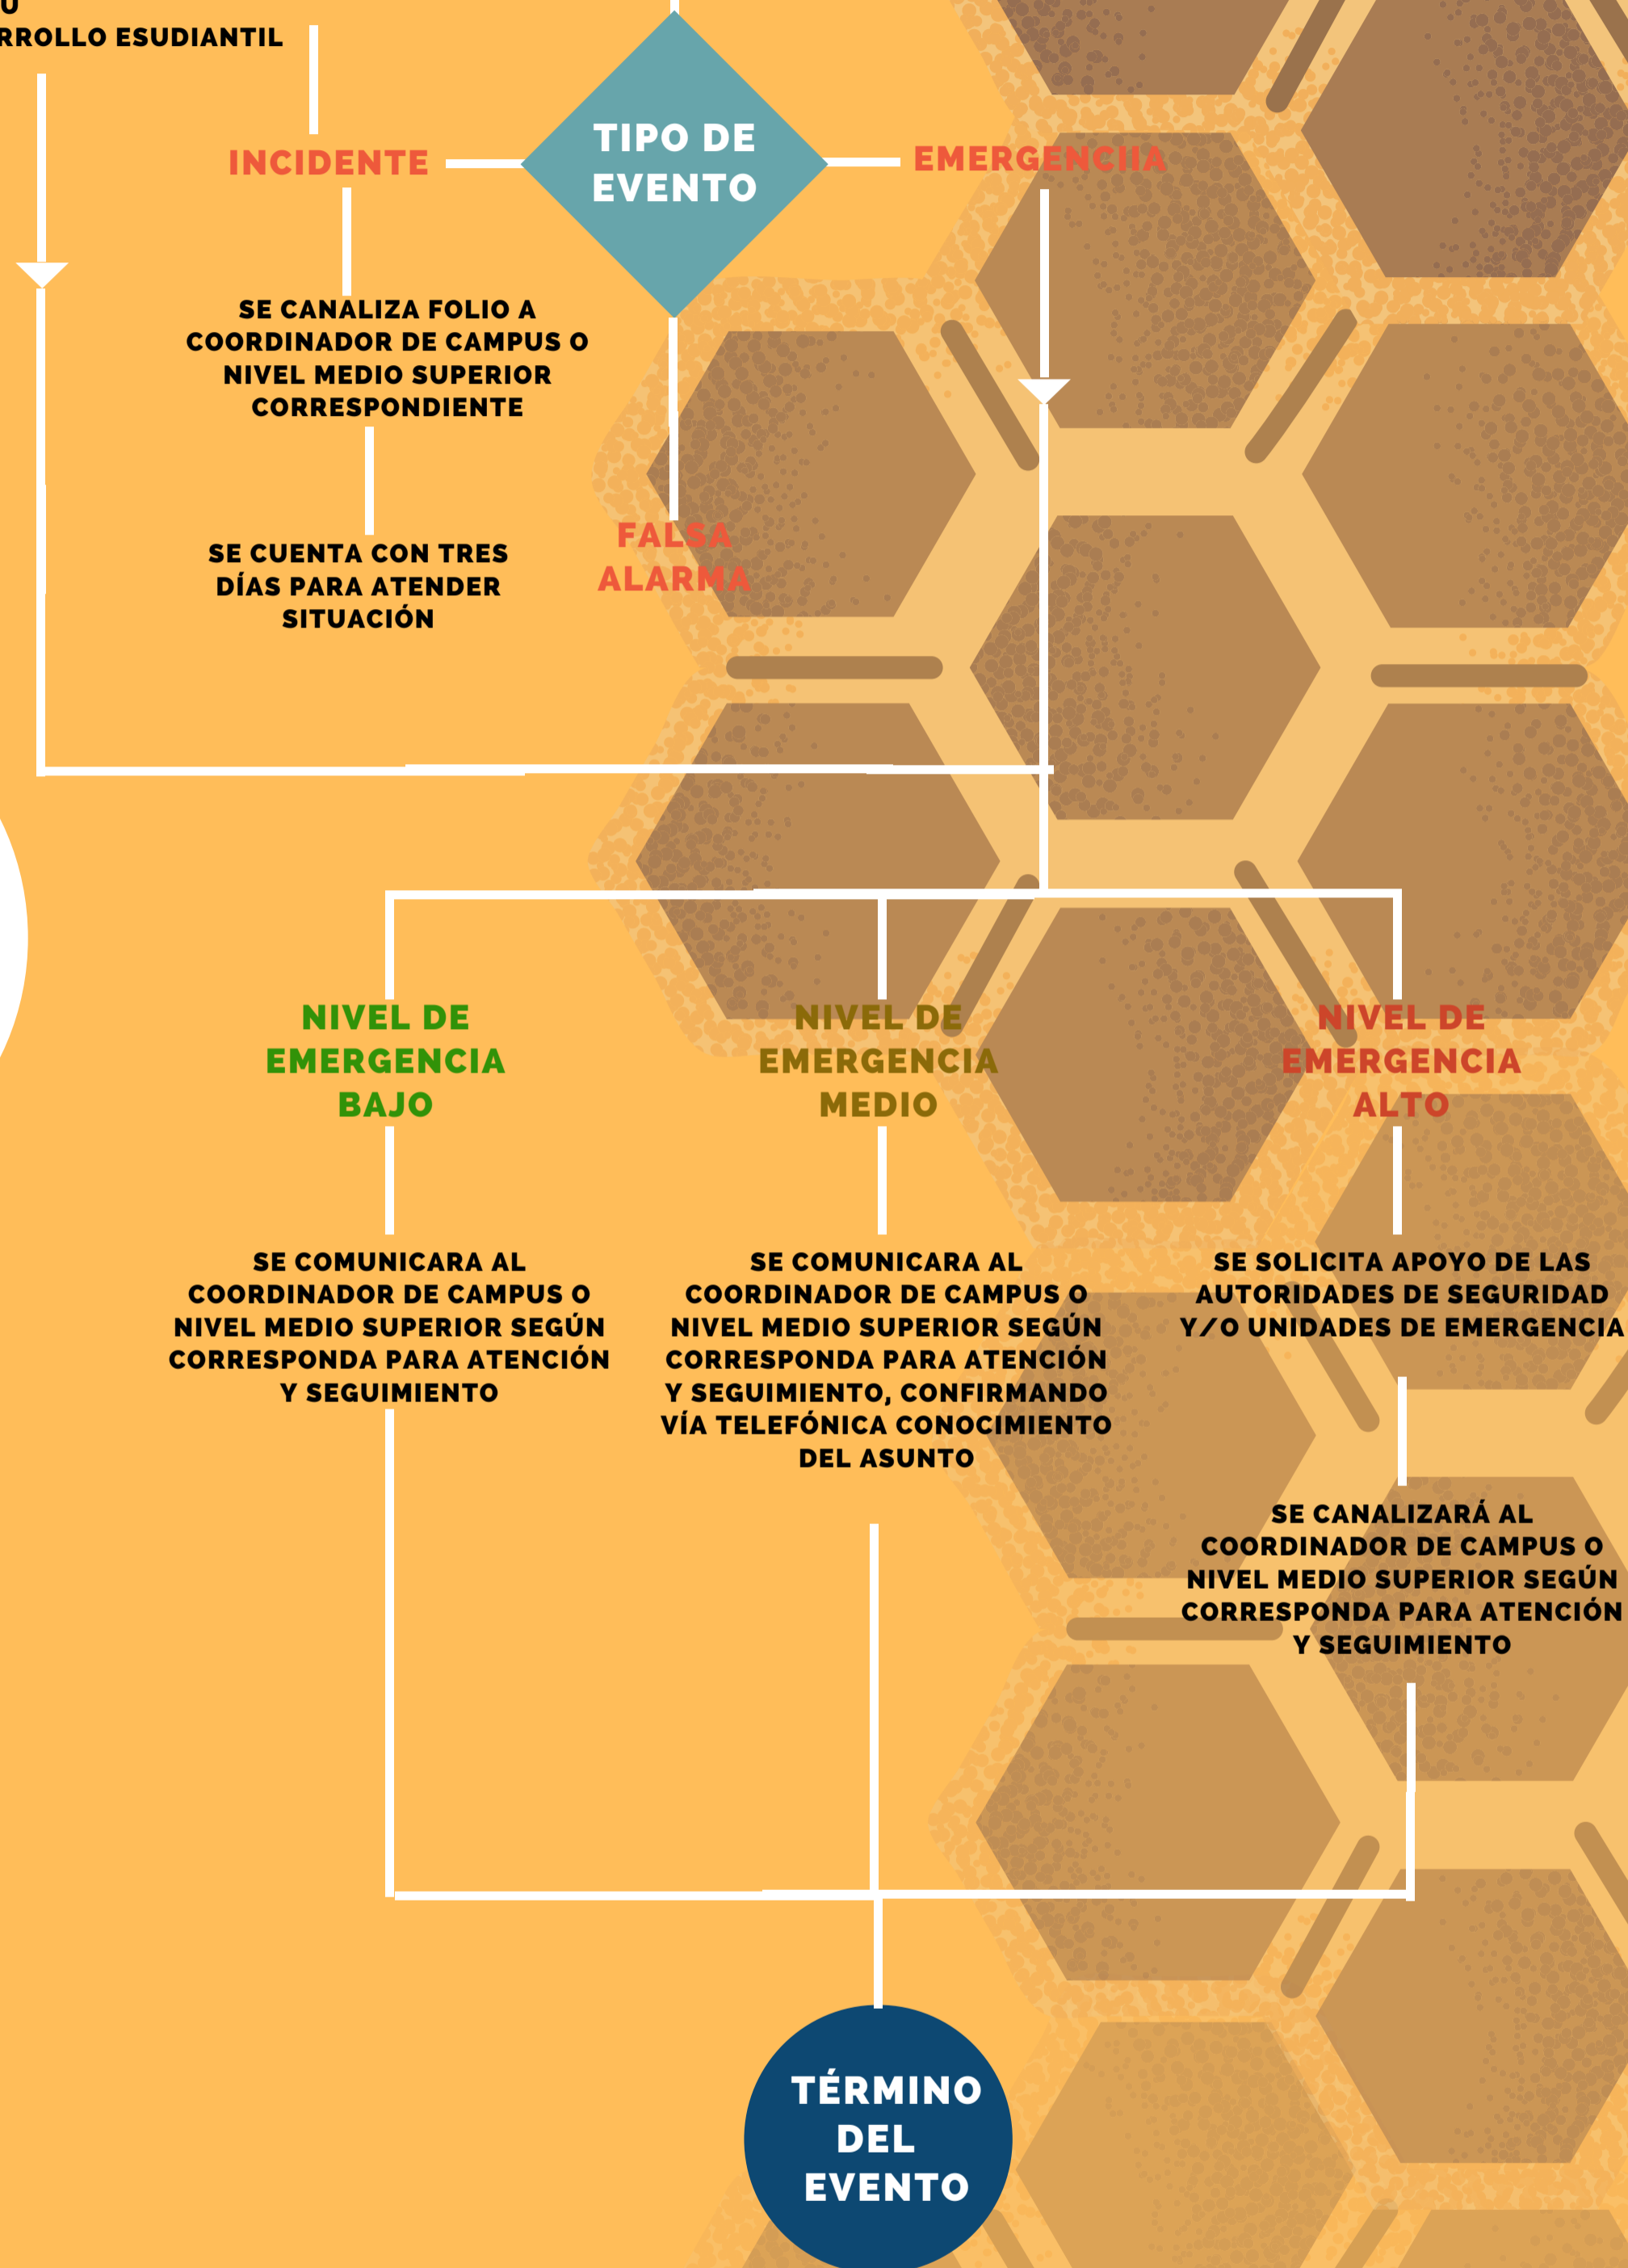 U
RROLLO ESUDIANTIL
TIPO DE
EVENTO
INCIDENTE
EMERGENCIIA
SE CANALIZA FOLIO A
COORDINADOR DE CAMPUS O
NIVEL MEDIO SUPERIOR
CORRESPONDIENTE
SE CUENTA CON TRES
DÍAS PARA ATENDER
SITUACIÓN
FALSA
ALARMA
NIVEL DE
EMERGENCIA
BAJO
NIVEL DE
EMERGENCIA
MEDIO
NIVEL DE
EMERGENCIA
ALTO
SE COMUNICARA AL
COORDINADOR DE CAMPUS O
NIVEL MEDIO SUPERIOR SEGÚN
CORRESPONDA PARA ATENCIÓN
Y SEGUIMIENTO
SE COMUNICARA AL
COORDINADOR DE CAMPUS O
NIVEL MEDIO SUPERIOR SEGÚN
CORRESPONDA PARA ATENCIÓN
Y SEGUIMIENTO, CONFIRMANDO
VÍA TELEFÓNICA CONOCIMIENTO
DEL ASUNTO
SE SOLICITA APOYO DE LAS
AUTORIDADES DE SEGURIDAD
Y/O UNIDADES DE EMERGENCIA
SE CANALIZARÁ AL
COORDINADOR DE CAMPUS O
NIVEL MEDIO SUPERIOR SEGÚN
CORRESPONDA PARA ATENCIÓN
Y SEGUIMIENTO
TÉRMINO
DEL
EVENTO